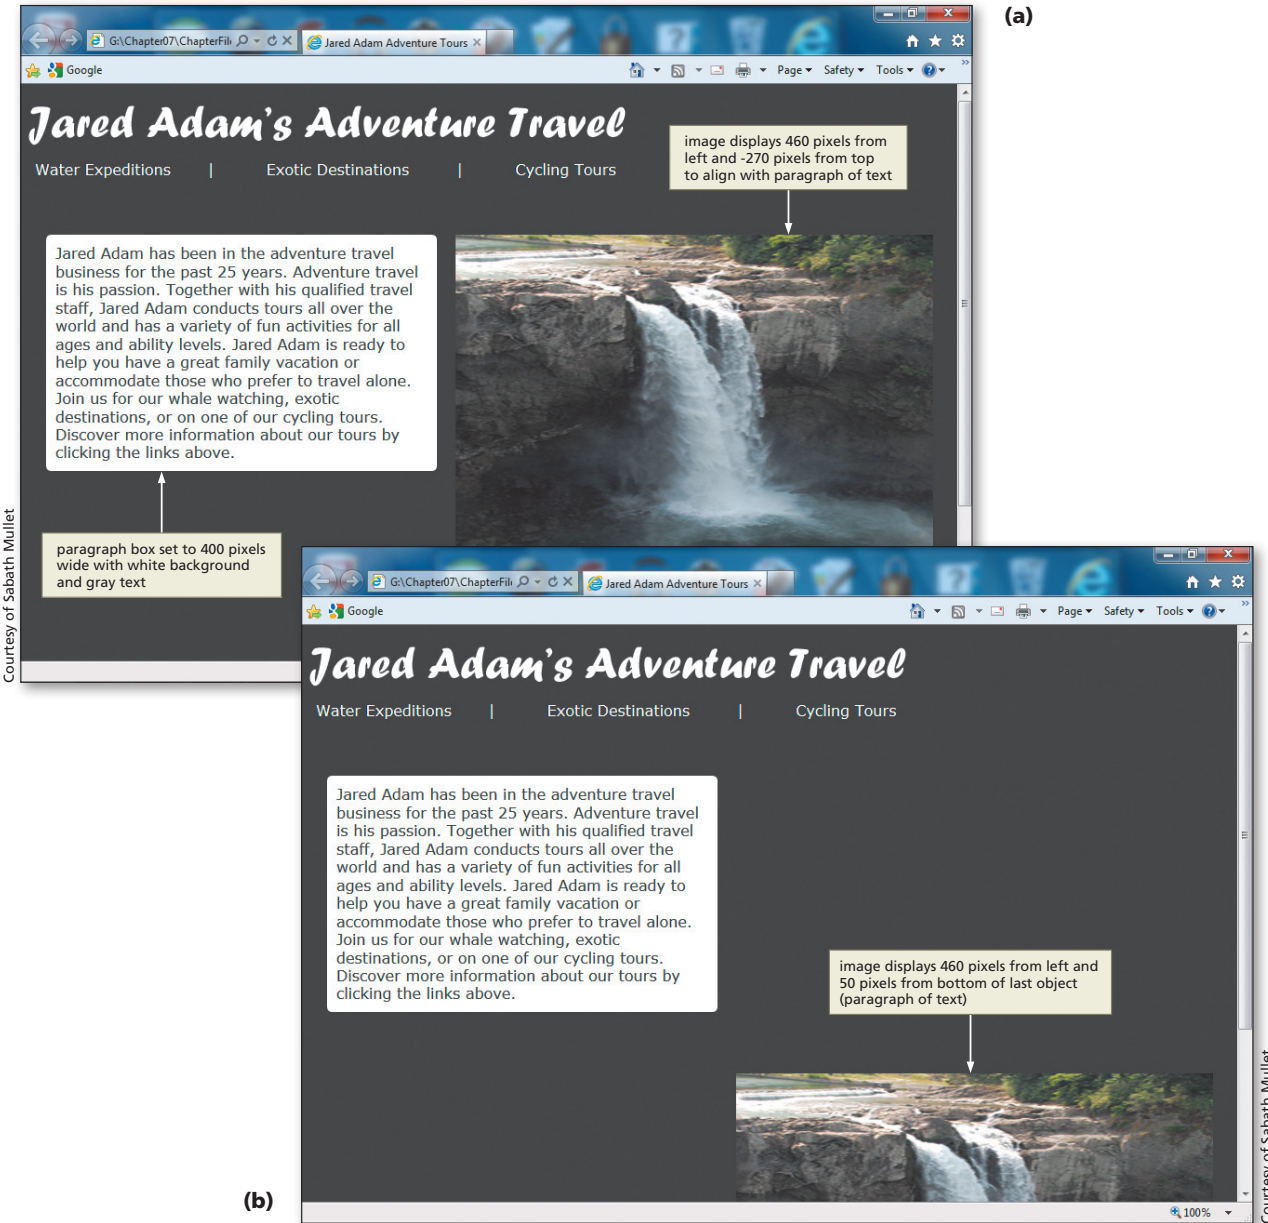 (a)
G:\Chapter07\ChapterFil
Jared Adam Adventure Tours
Google
Page
Safety
Tools
Jared Adam's Adventure Travel
Water Expeditions | Exotic Destinations | Cycling Tours
image displays 460 pixels from
left and -270 pixels from top
to align with paragraph of text
Jared Adam has been in the adventure travel
business for the past 25 years. Adventure travel
is his passion. Together with his qualified travel
staff, Jared Adam conducts tours all over the
world and has a variety of fun activities for all
ages and ability levels. Jared Adam is ready to
help you have a great family vacation or
accommodate those who prefer to travel alone.
Join us for our whale watching, exotic
destinations, or on one of our cycling tours.
Discover more information about our tours by
clicking the links above.
paragraph box set to 400 pixels
wide with white background
and gray text
Courtesy of Sabath Mullet
G:\Chapter07\ChapterFil
Jared Adam Adventure Tours
Google
Page
Safety
Tools
Jared Adam's Adventure Travel
Water Expeditions | Exotic Destinations | Cycling Tours
Jared Adam has been in the adventure travel
business for the past 25 years. Adventure travel
is his passion. Together with his qualified travel
staff, Jared Adam conducts tours all over the
world and has a variety of fun activities for all
ages and ability levels. Jared Adam is ready to
help you have a great family vacation or
accommodate those who prefer to travel alone.
Join us for our whale watching, exotic
destinations, or on one of our cycling tours.
Discover more information about our tours by
clicking the links above.
image displays 460 pixels from left and
50 pixels from bottom of last object
(paragraph of text)
(b)
100%
Courtesy of Sabath Mullet